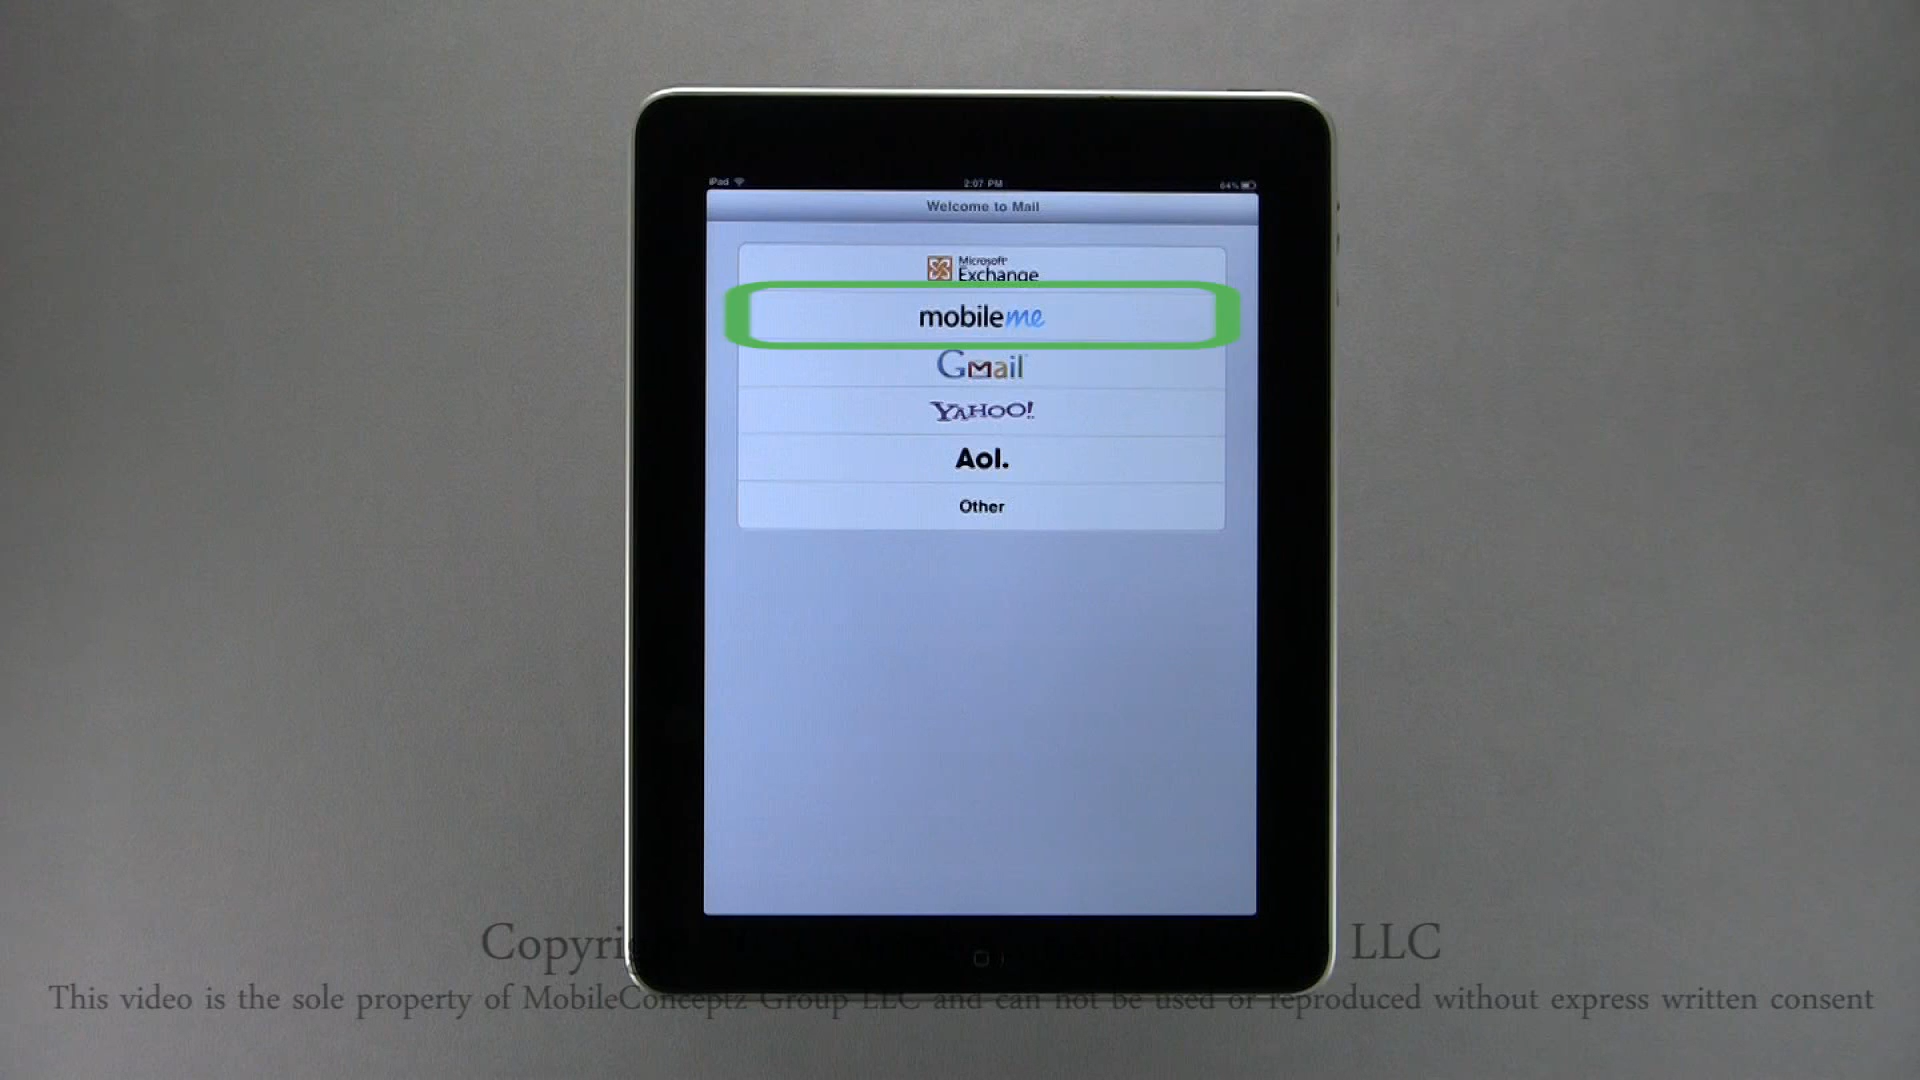 iPad 2:07 PM 64%
Welcome to Mail
Microsoft
Exchange
mobileme
Gmail
YAHOO!
Aol.
Other
LLC
This video is the sole property of MobileConceptz Group LLC and can not be used or reproduced without express written consent